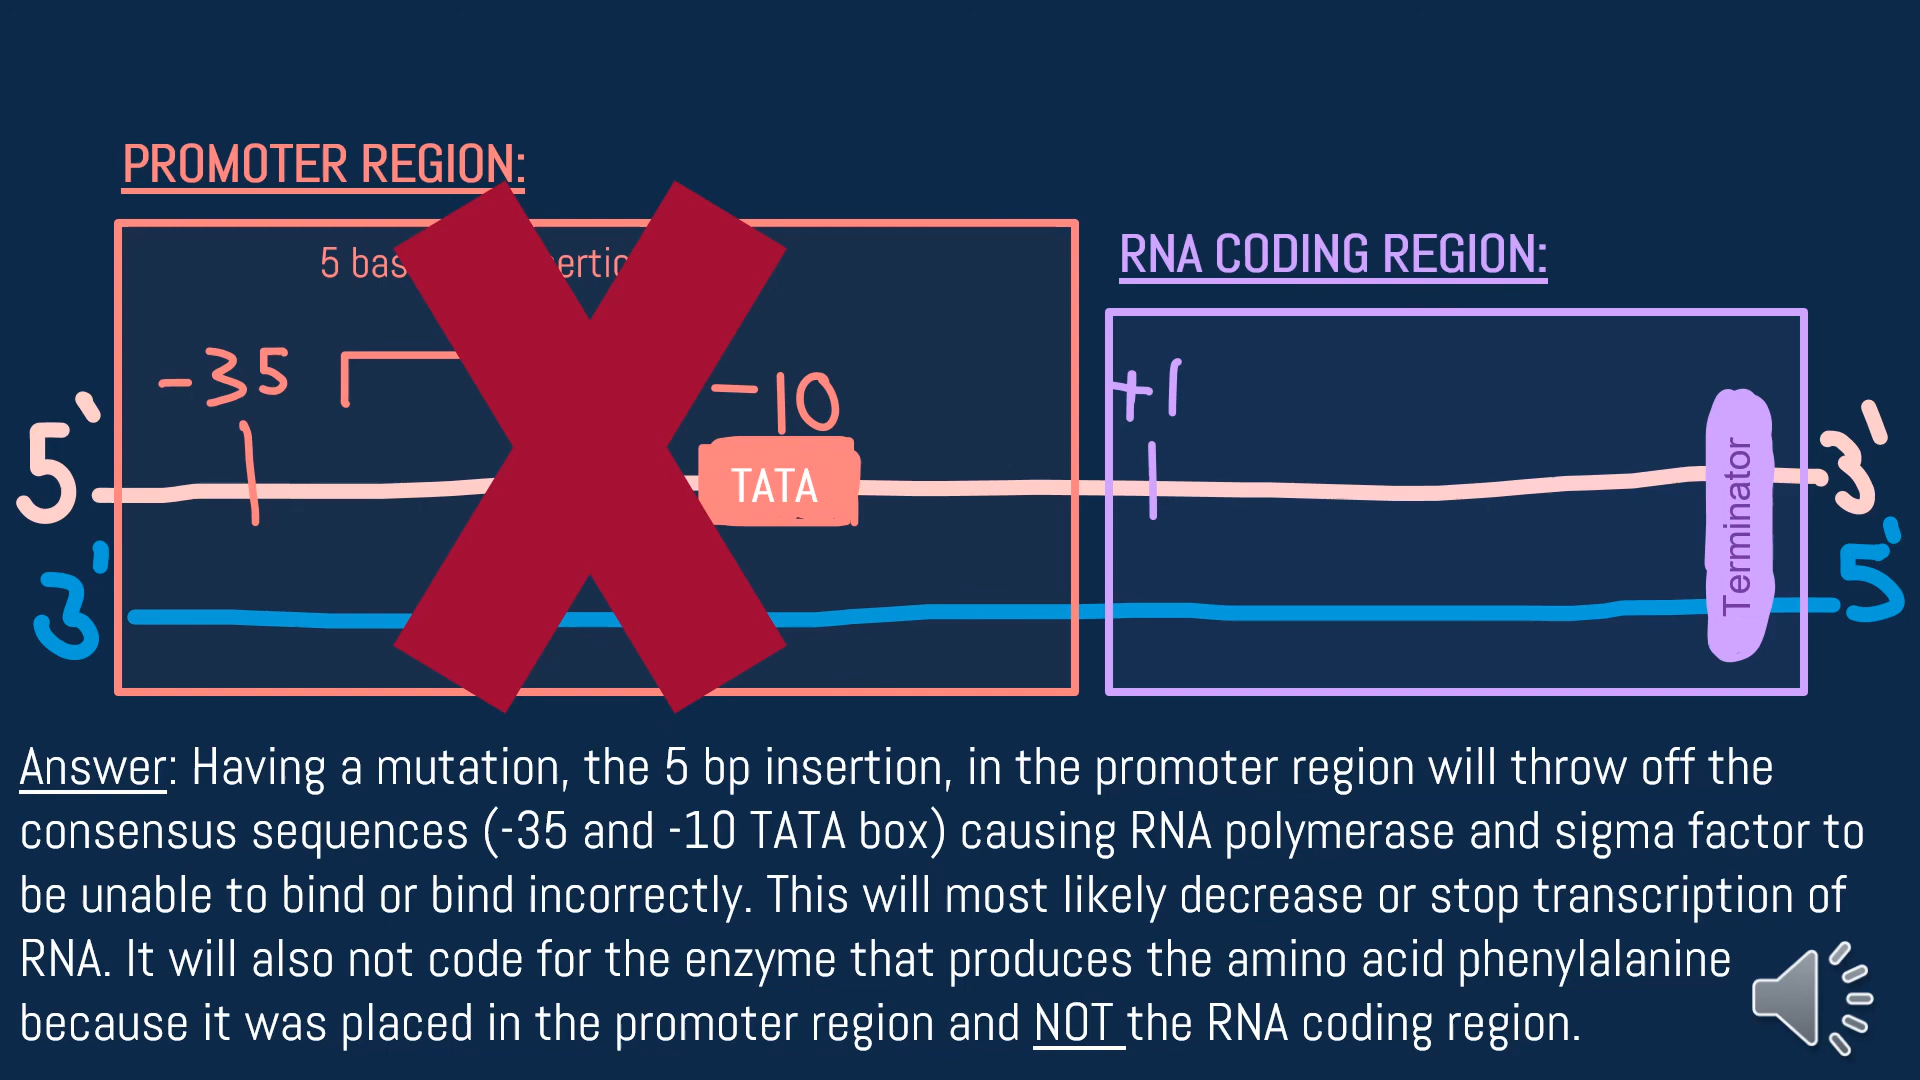 PROMOTER REGION:
RNA CODING REGION:
5
-35
-10
+1
5'
TATA
3'
Terminator
3'
5'
Answer: Having a mutation, the 5 bp insertion, in the promoter region will throw off the
consensus sequences (-35 and -10 TATA box) causing RNA polymerase and sigma factor to
be unable to bind or bind incorrectly. This will most likely decrease or stop transcription of
RNA. It will also not code for the enzyme that produces the amino acid phenylalanine
because it was placed in the promoter region and NOT the RNA coding region.